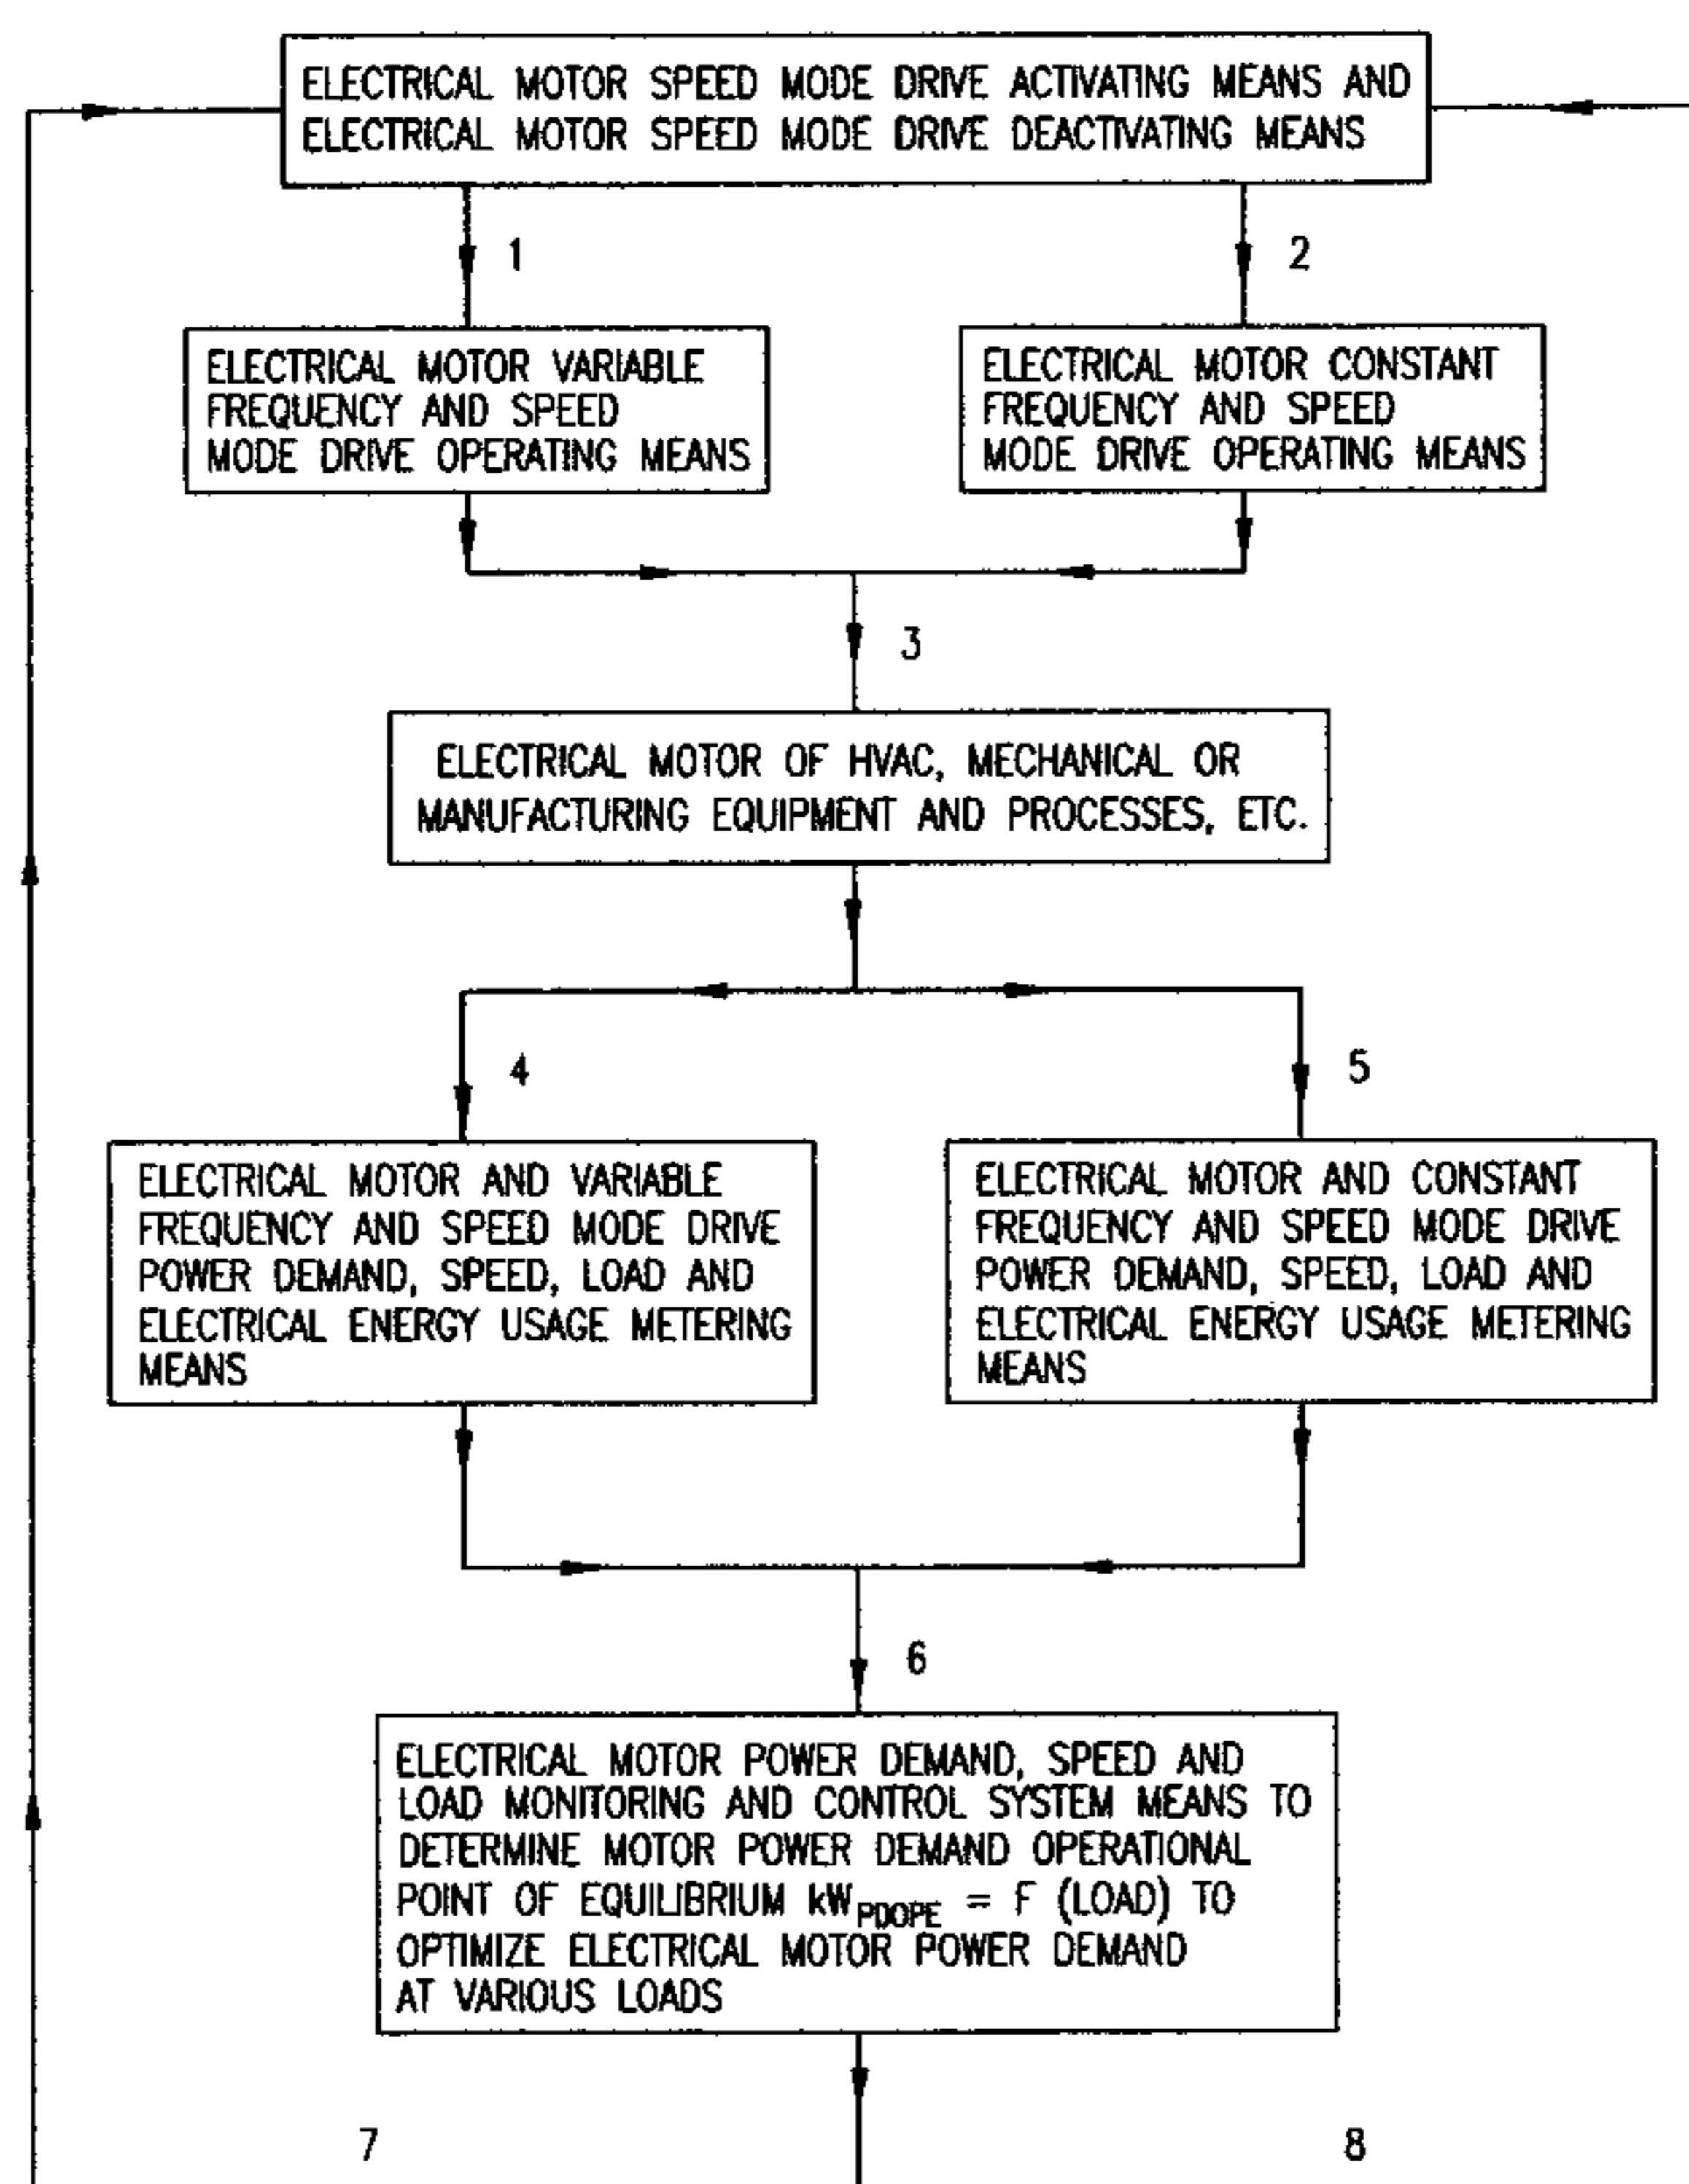 ELECTRICAL MOTOR SPEED MODE DRIVE ACTIVATING MEANS AND
ELECTRICAL MOTOR SPEED MODE DRIVE DEACTIVATING MEANS
1
2
ELECTRICAL MOTOR VARIABLE
FREQUENCY AND SPEED
MODE DRIVE OPERATING MEANS
ELECTRICAL MOTOR CONSTANT
FREQUENCY AND SPEED
MODE DRIVE OPERATING MEANS
3
ELECTRICAL MOTOR OF HVAC, MECHANICAL OR
MANUFACTURING EQUIPMENT AND PROCESSES, ETC.
4
5
ELECTRICAL MOTOR AND VARIABLE
FREQUENCY AND SPEED MODE DRIVE
POWER DEMAND, SPEED, LOAD AND
ELECTRICAL ENERGY USAGE METERING
MEANS
ELECTRICAL MOTOR AND CONSTANT
FREQUENCY AND SPEED MODE DRIVE
POWER DEMAND, SPEED, LOAD AND
ELECTRICAL ENERGY USAGE METERING
MEANS
6
ELECTRICAL MOTOR POWER DEMAND, SPEED AND
LOAD MONITORING AND CONTROL SYSTEM MEANS TO
DETERMINE MOTOR POWER DEMAND OPERATIONAL
POINT OF EQUILIBRIUM kW PDOPE = F (LOAD) TO
OPTIMIZE ELECTRICAL MOTOR POWER DEMAND
AT VARIOUS LOADS
7
8